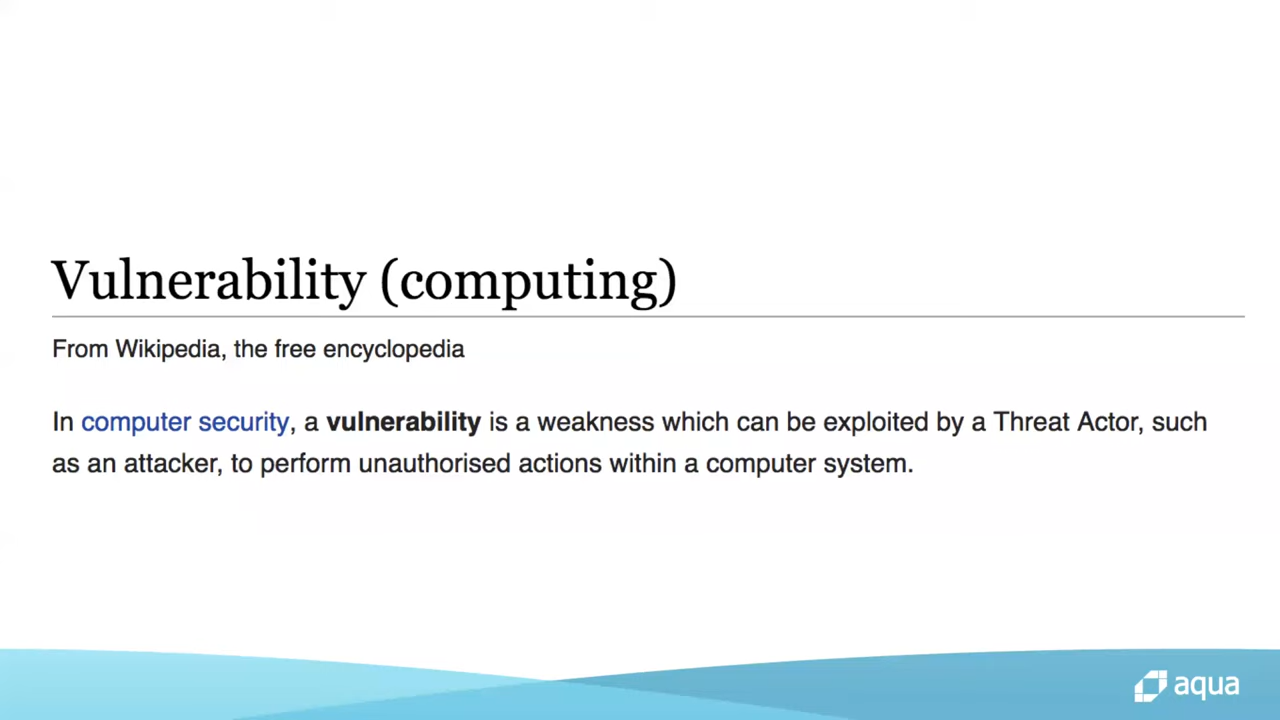 Vulnerability (computing)
From Wikipedia, the free encyclopedia
In computer security, a vulnerability is a weakness which can be exploited by a Threat Actor, such
as an attacker, to perform unauthorised actions within a computer system.
aqua